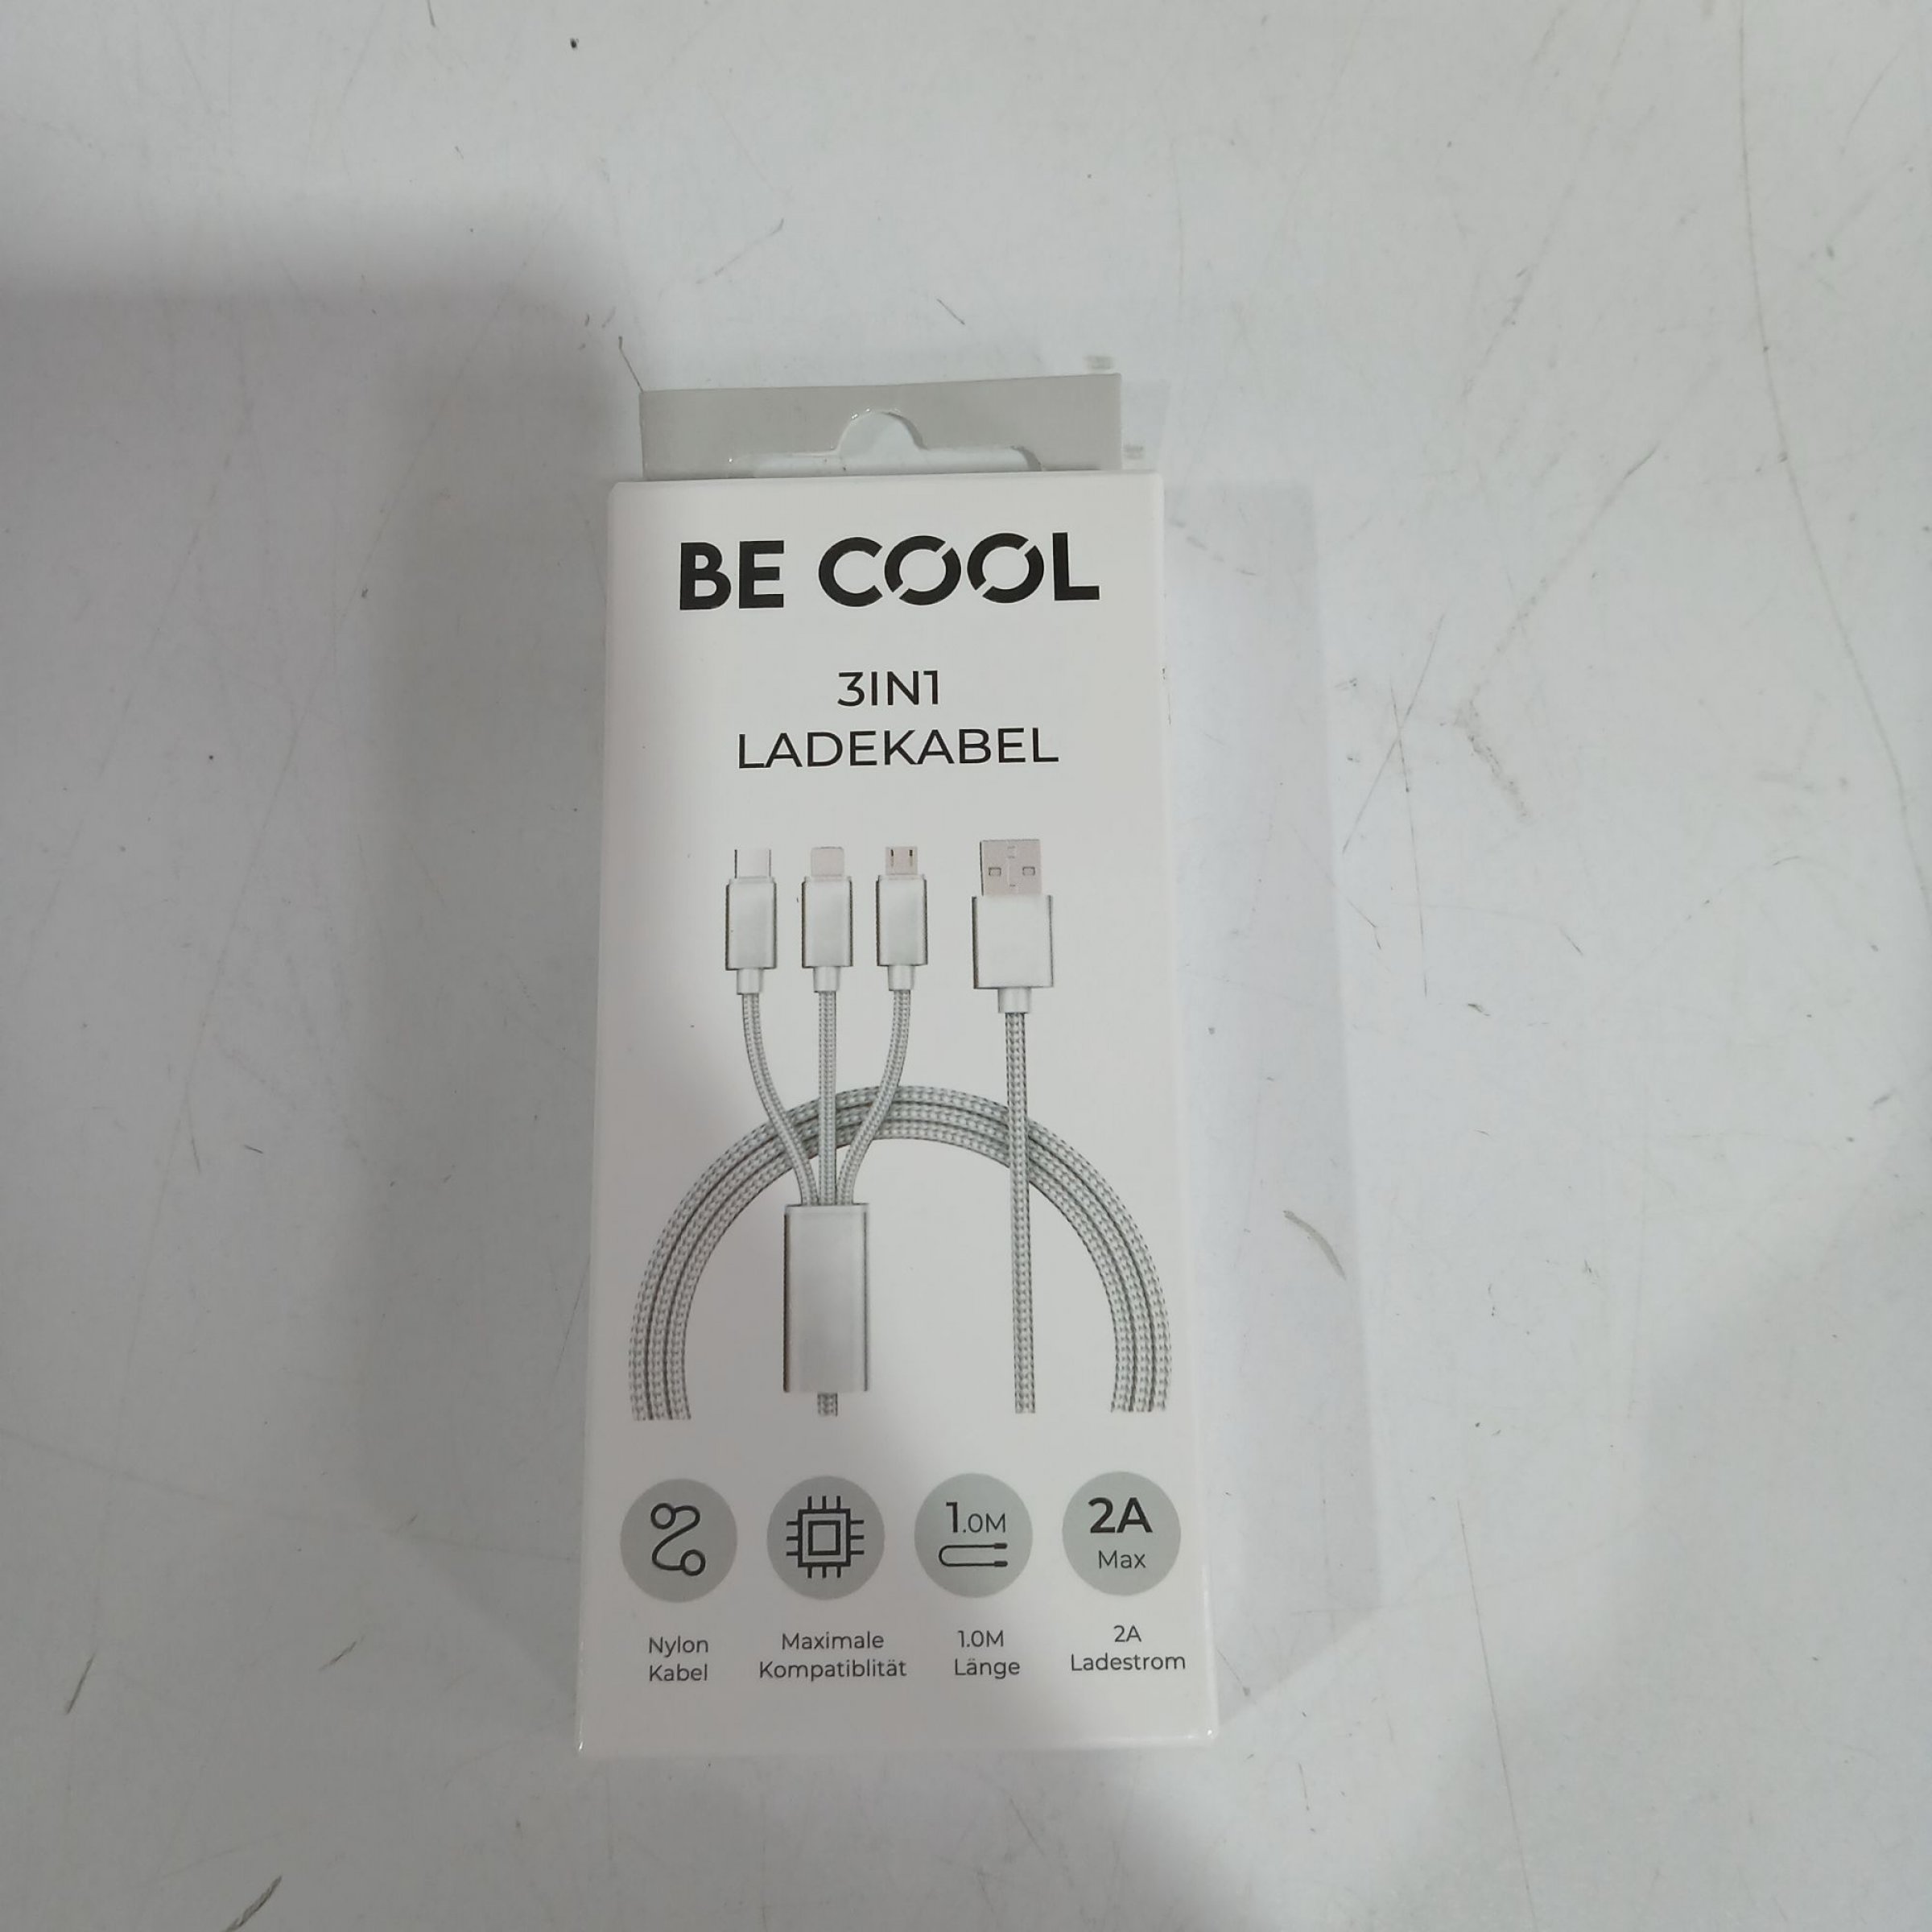 BE COOL
3IN1
LADEKABEL
1.0M
2A
Max
Nylon
Kabel
Maximale
Kompatiblität
1.0M
Länge
2A
Ladestrom